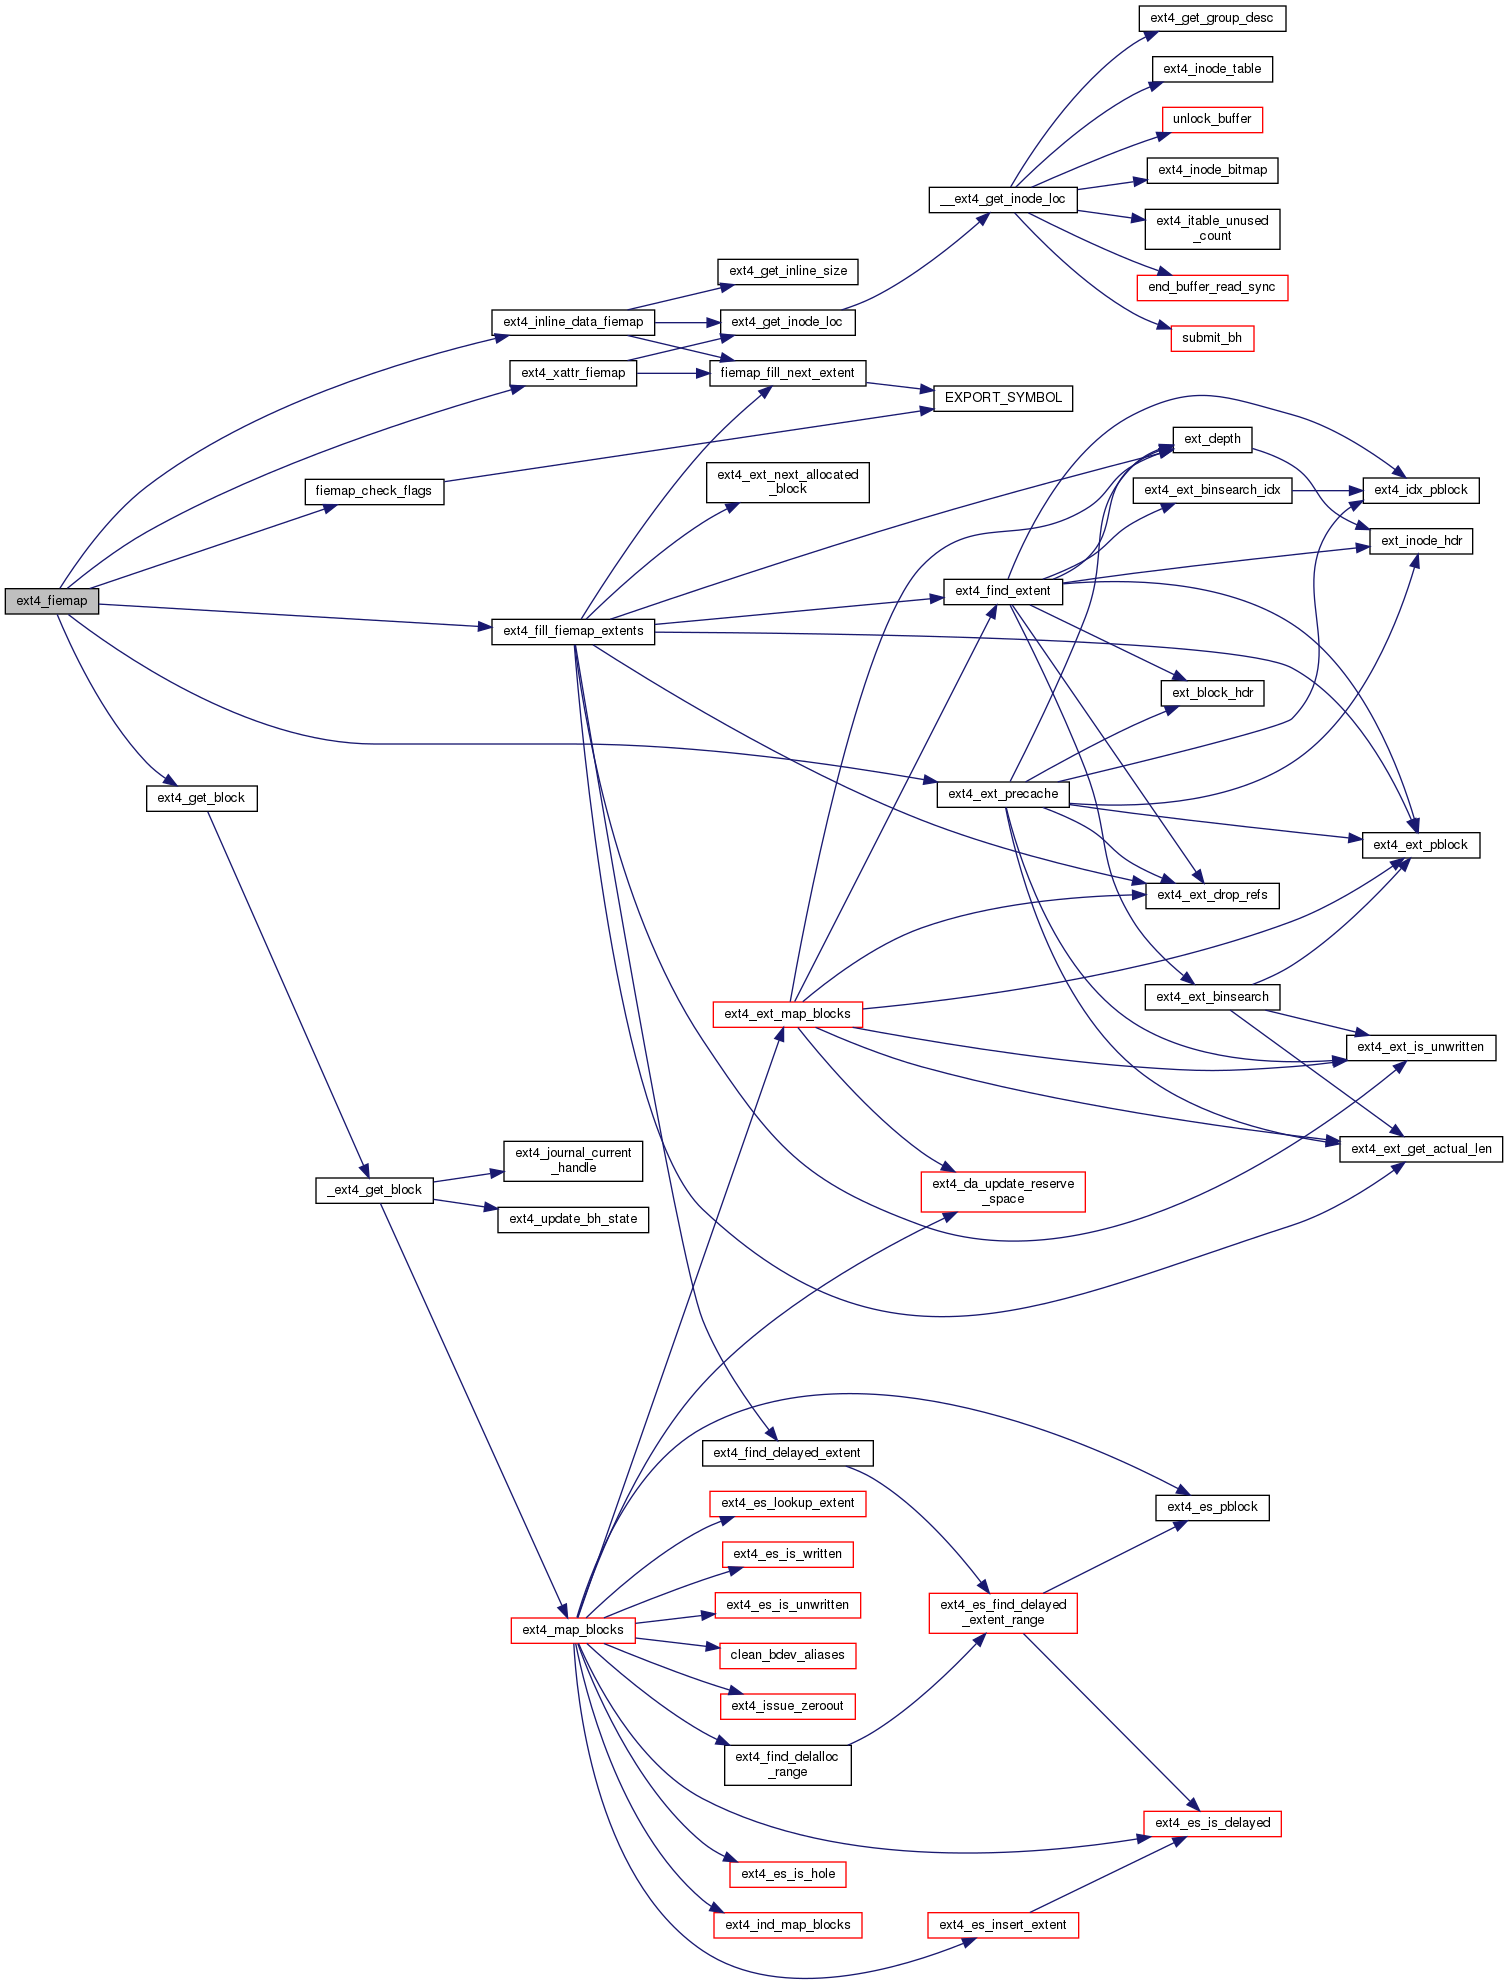 ext4_get_group_desc
ext4_inode_table
unlock_buffer
ext4_inode_bitmap
__ext4_get_inode_loc
ext4_itable_unused
_count
ext4_get_inline_size
end_buffer_read_sync
ext4_inline_data_fiemap
ext4_get_inode_loc
submit_bh
ext4_xattr_fiemap
fiemap_fill_next_extent
EXPORT_SYMBOL
ext_depth
fiemap_check_flags
ext4_ext_next_allocated
_block
ext4_ext_binsearch_idx
ext4_idx_pblock
ext_inode_hdr
ext4_fiemap
ext4_find_extent
ext4_fill_fiemap_extents
ext_block_hdr
ext4_get_block
ext4_ext_precache
ext4_ext_pblock
ext4_ext_drop_refs
ext4_ext_binsearch
ext4_ext_map_blocks
ext4_ext_is_unwritten
ext4_journal_current
_handle
ext4_ext_get_actual_len
_ext4_get_block
ext4_da_update_reserve
_space
ext4_update_bh_state
ext4_find_delayed_extent
ext4_es_lookup_extent
ext4_es_pblock
ext4_es_is_written
ext4_es_is_unwritten
ext4_es_find_delayed
_extent_range
ext4_map_blocks
clean_bdev_aliases
ext4_issue_zeroout
ext4_find_delalloc
_range
ext4_es_is_delayed
ext4_es_is_hole
ext4_ind_map_blocks
ext4_es_insert_extent